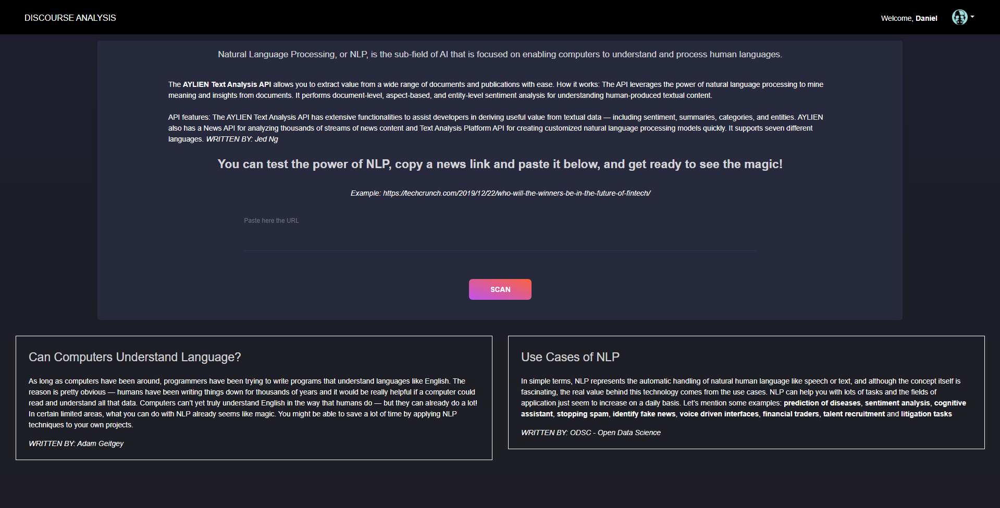 DISCOURSE ANALYSIS
Welcome, Daniel
Natural Language Processing, or NLP, is the sub-field of AI that is focused on enabling computers to understand and process human languages.
The AYLIEN Text Analysis API allows you to extract value from a wide range of documents and publications with ease. How it works: The API leverages the power of natural language processing to mine
meaning and insights from documents. It performs document-level, aspect-based, and entity-level sentiment analysis for understanding human-produced textual content.
API features: The AYLIEN Text Analysis API has extensive functionalities to assist developers in deriving useful value from textual data — including sentiment, summaries, categories, and entities. AYLIEN
also has a News API for analyzing thousands of streams of news content and Text Analysis Platform API for creating customized natural language processing models quickly. It supports seven different
languages. WRITTEN BY: Jed Ng
You can test the power of NLP, copy a news link and paste it below, and get ready to see the magic!
Example: https://techcrunch.com/2019/12/22/who-will-the-winners-be-in-the-future-of-fintech/
Paste here the URL
SCAN
Can Computers Understand Language?
As long as computers have been around, programmers have been trying to write programs that understand languages like English. The
reason is pretty obvious — humans have been writing things down for thousands of years and it would be really helpful if a computer could
read and understand all that data. Computers can't yet truly understand English in the way that humans do — but they can already do a lot!
In certain limited areas, what you can do with NLP already seems like magic. You might be able to save a lot of time by applying NLP
techniques to your own projects.
WRITTEN BY: Adam Geitgey
Use Cases of NLP
In simple terms, NLP represents the automatic handling of natural human language like speech or text, and although the concept itself is
fascinating, the real value behind this technology comes from the use cases. NLP can help you with lots of tasks and the fields of
application just seem to increase on a daily basis. Let's mention some examples: prediction of diseases, sentiment analysis, cognitive
assistant, stopping spam, identify fake news, voice driven interfaces, financial traders, talent recruitment and litigation tasks
WRITTEN BY: ODSC - Open Data Science